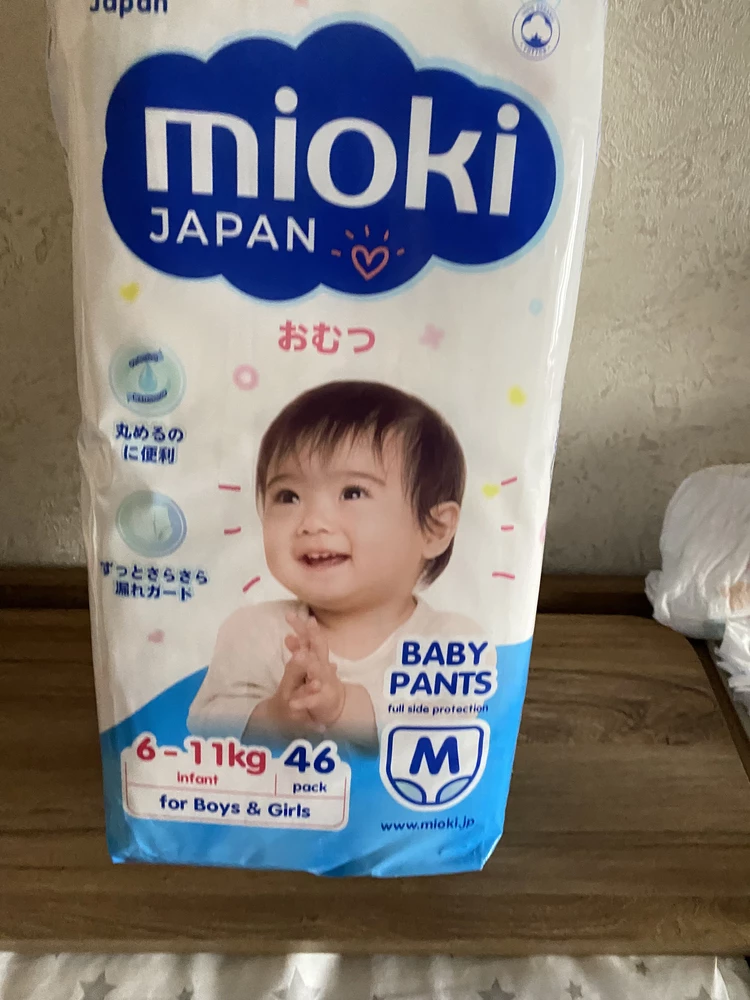 Japan
mioki
JAPAN
おむつ
丸めるの
に便利
ずっとさらさら
漏れガード
BABY
PANTS
full side protection
M
6-11kg
infant
46
pack
for Boys & Girls
www.mioki.jp